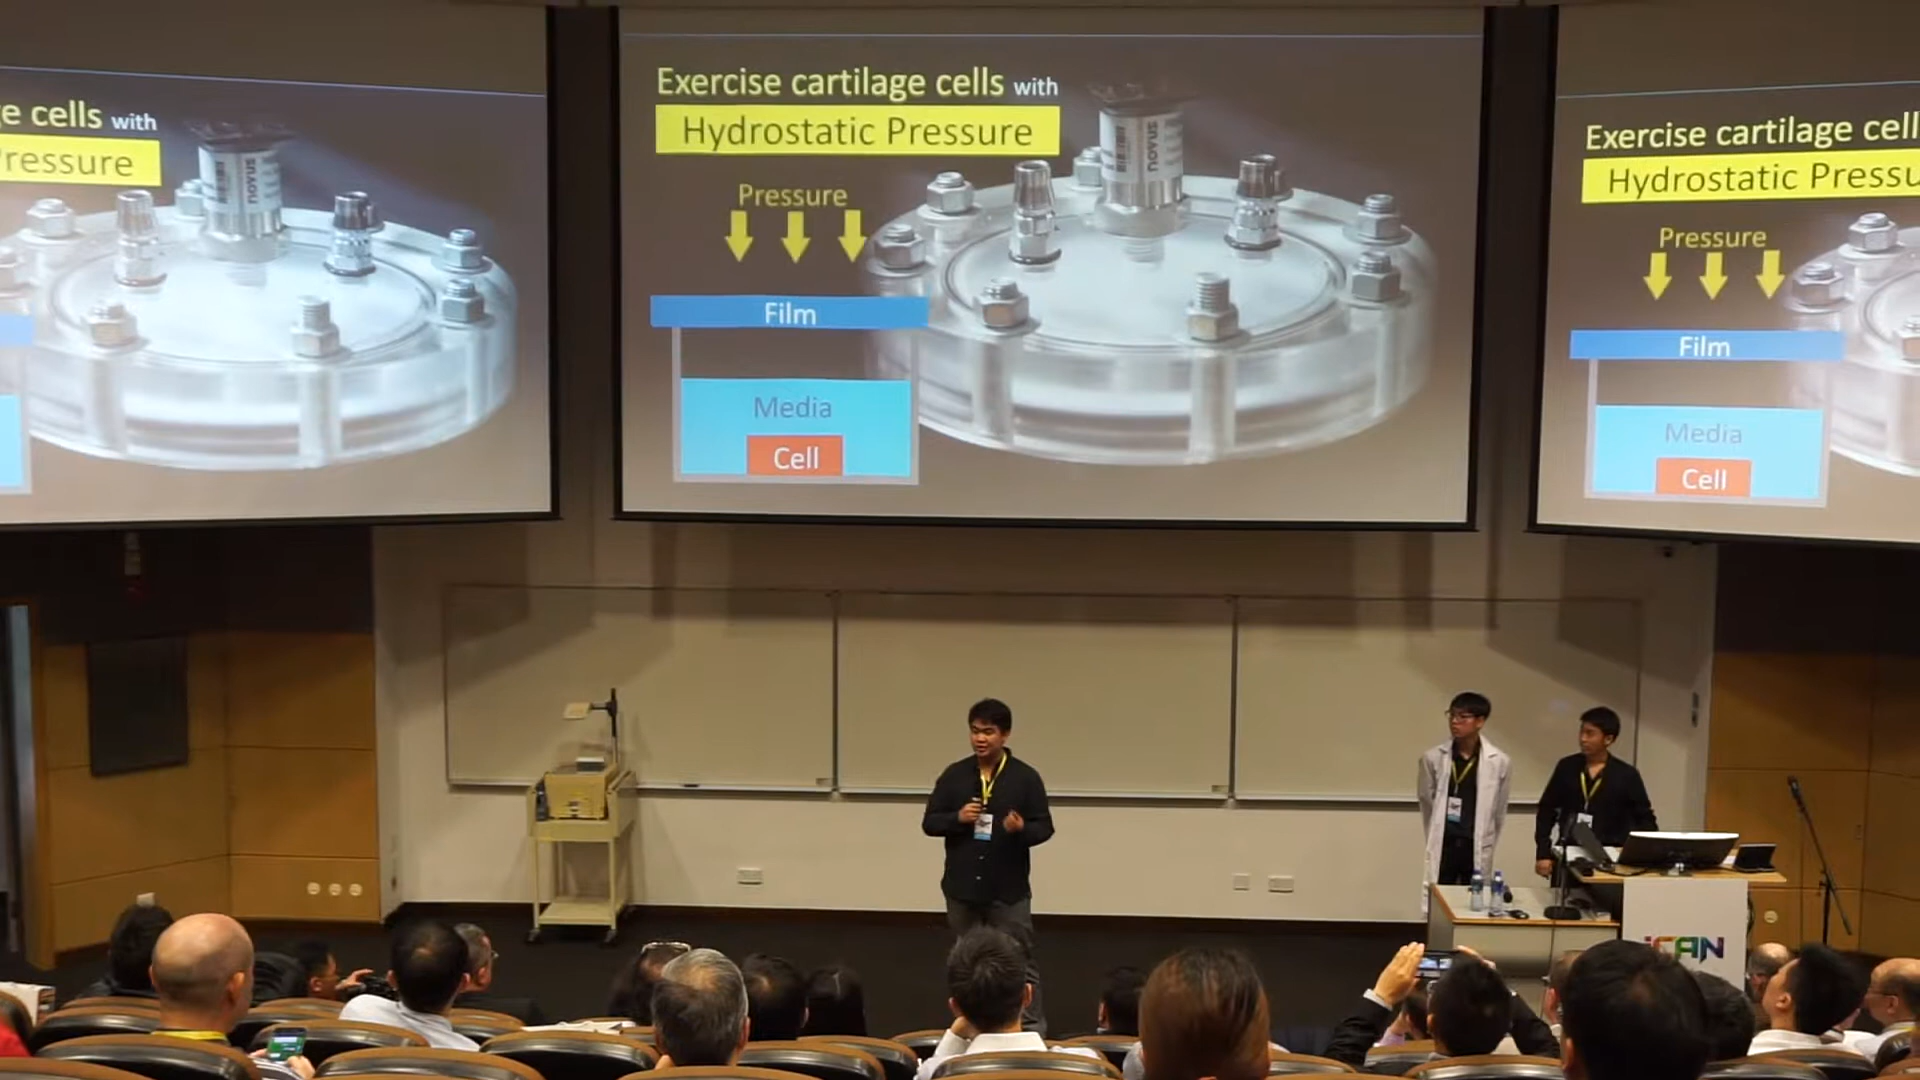 e cells with
ressure
Exercise cartilage cells with
Hydrostatic Pressure
Pressure
Film
Media
Cell
novus
novus
Exercise cartilage cell
Hydrostatic Pressu
Pressure
Film
Media
Cell
iCAN